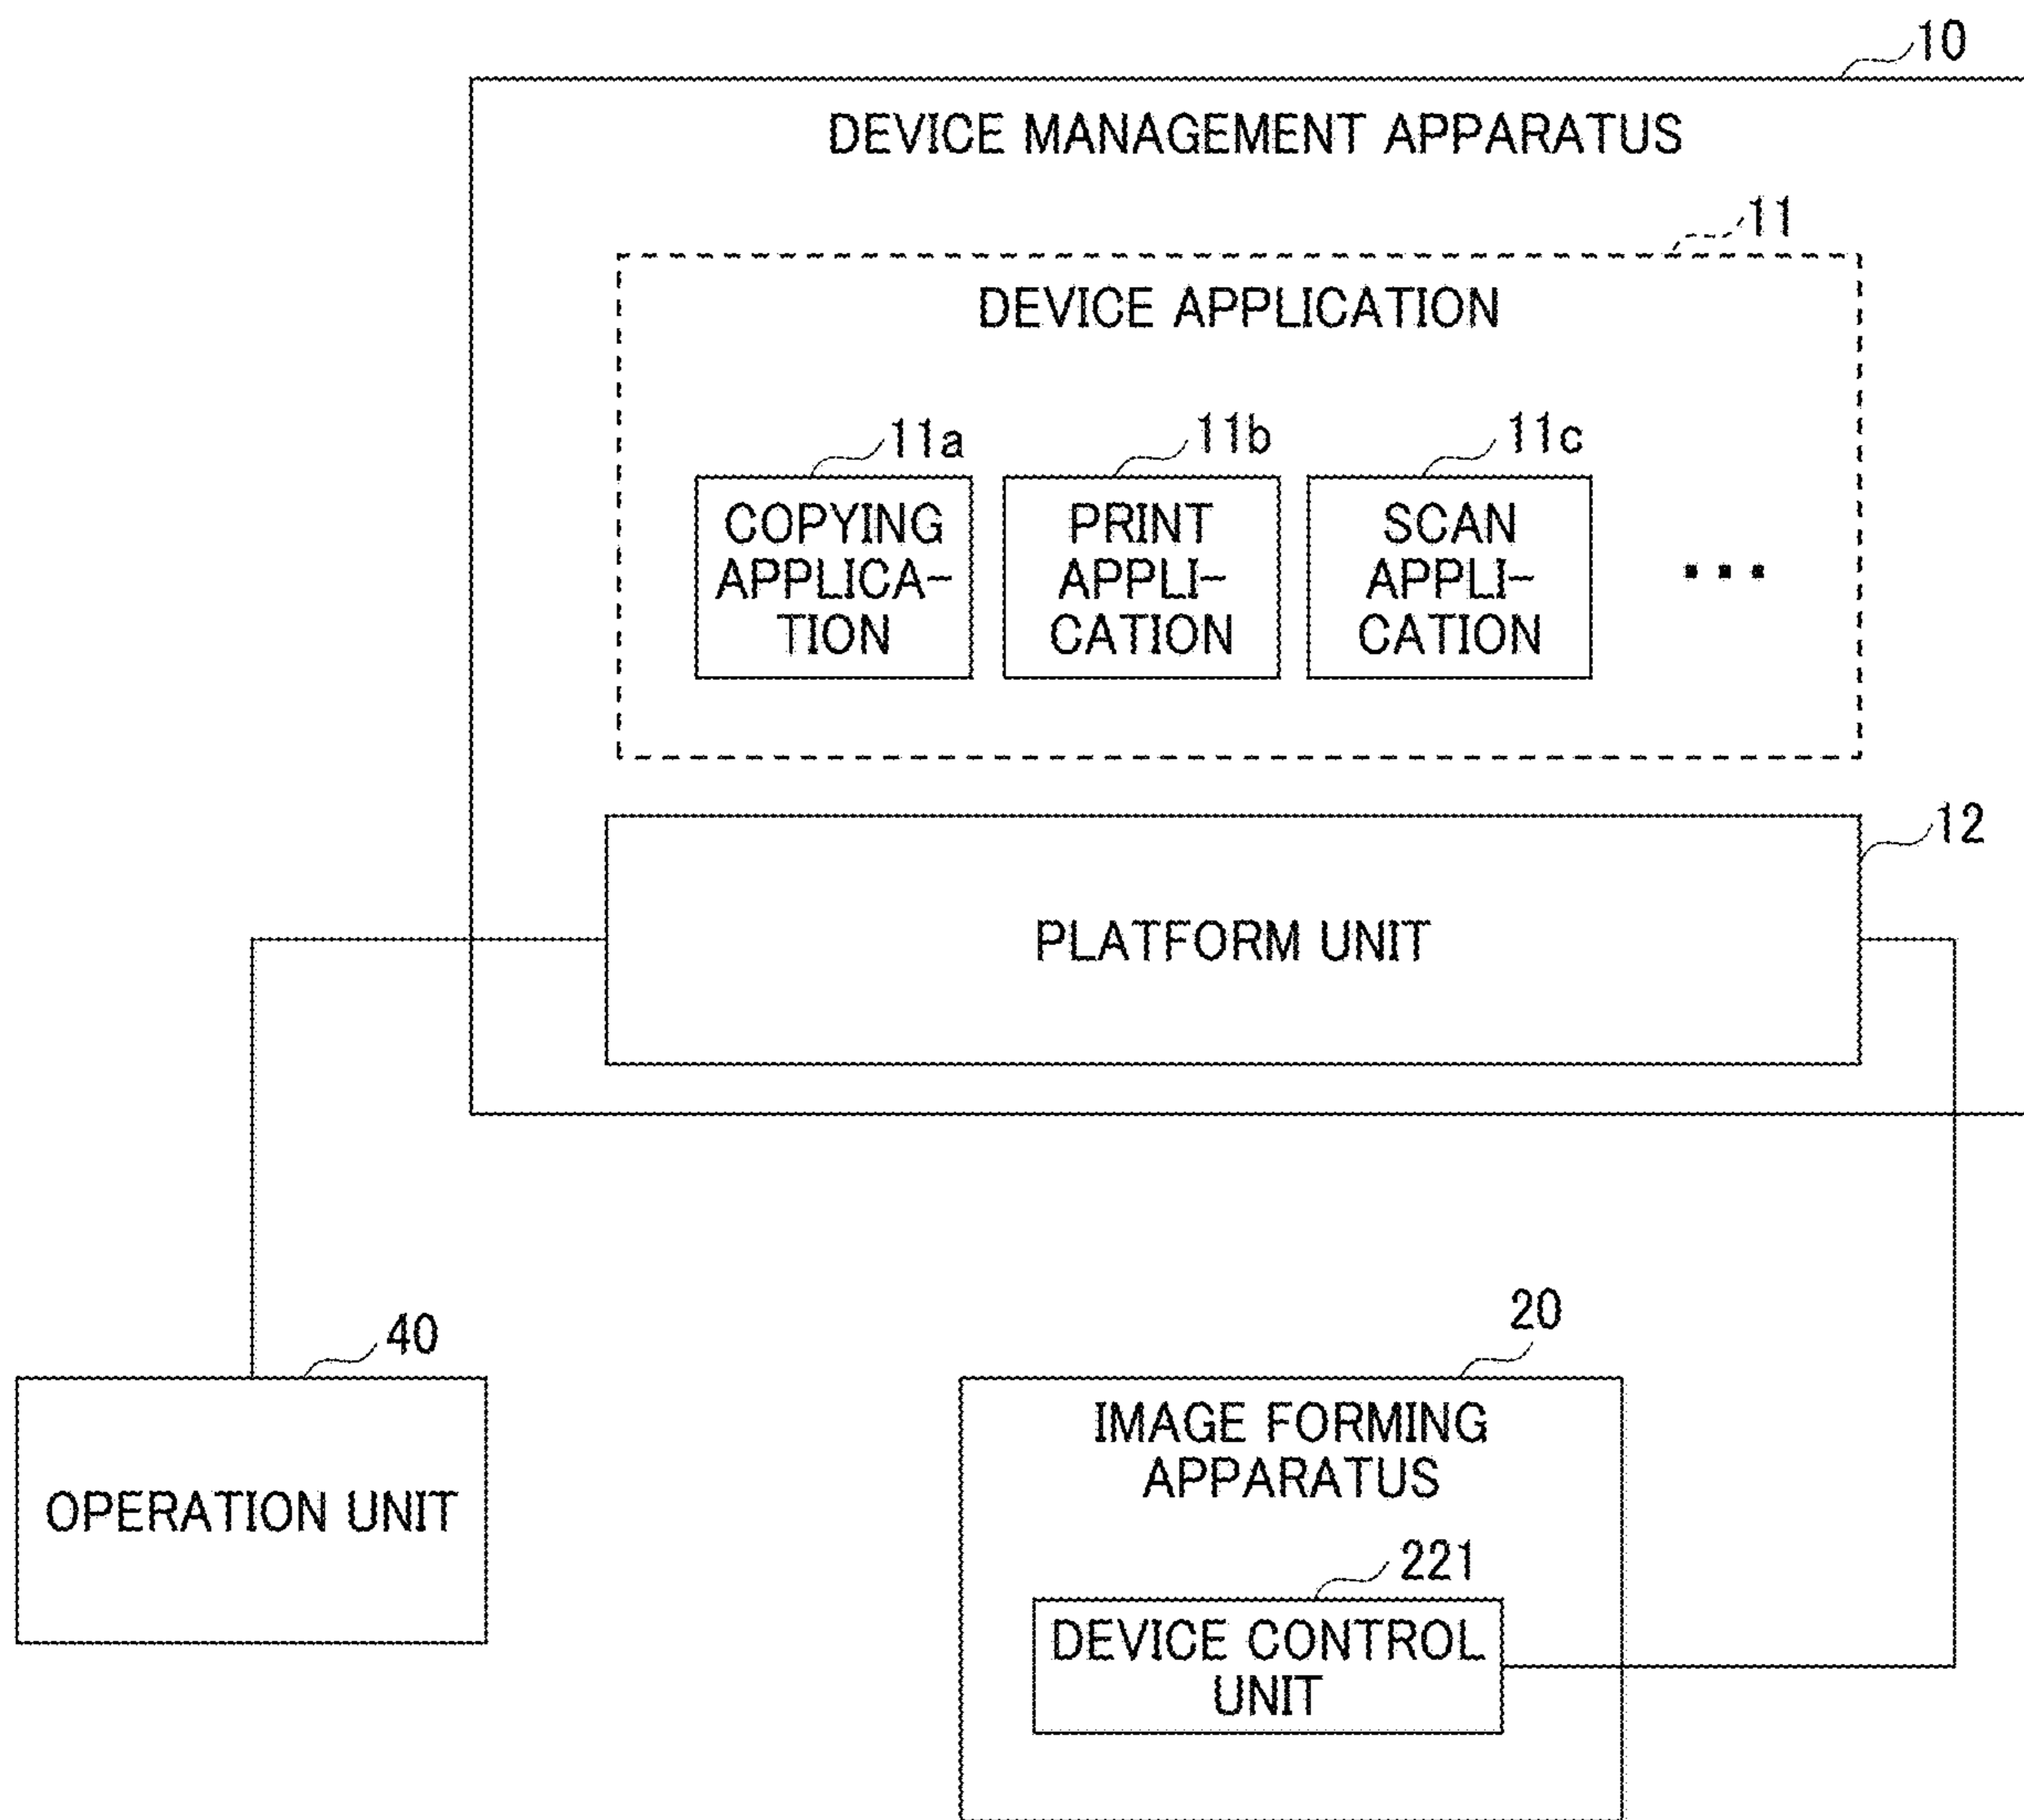 10
DEVICE MANAGEMENT APPARATUS
11
DEVICE APPLICATION
11a
11b
11c
COPYING
APPLICA-
TION
PRINT
APPLI-
CATION
SCAN
APPLI-
CATION
...
12
PLATFORM UNIT
40
OPERATION UNIT
20
IMAGE FORMING
APPARATUS
221
DEVICE CONTROL
UNIT